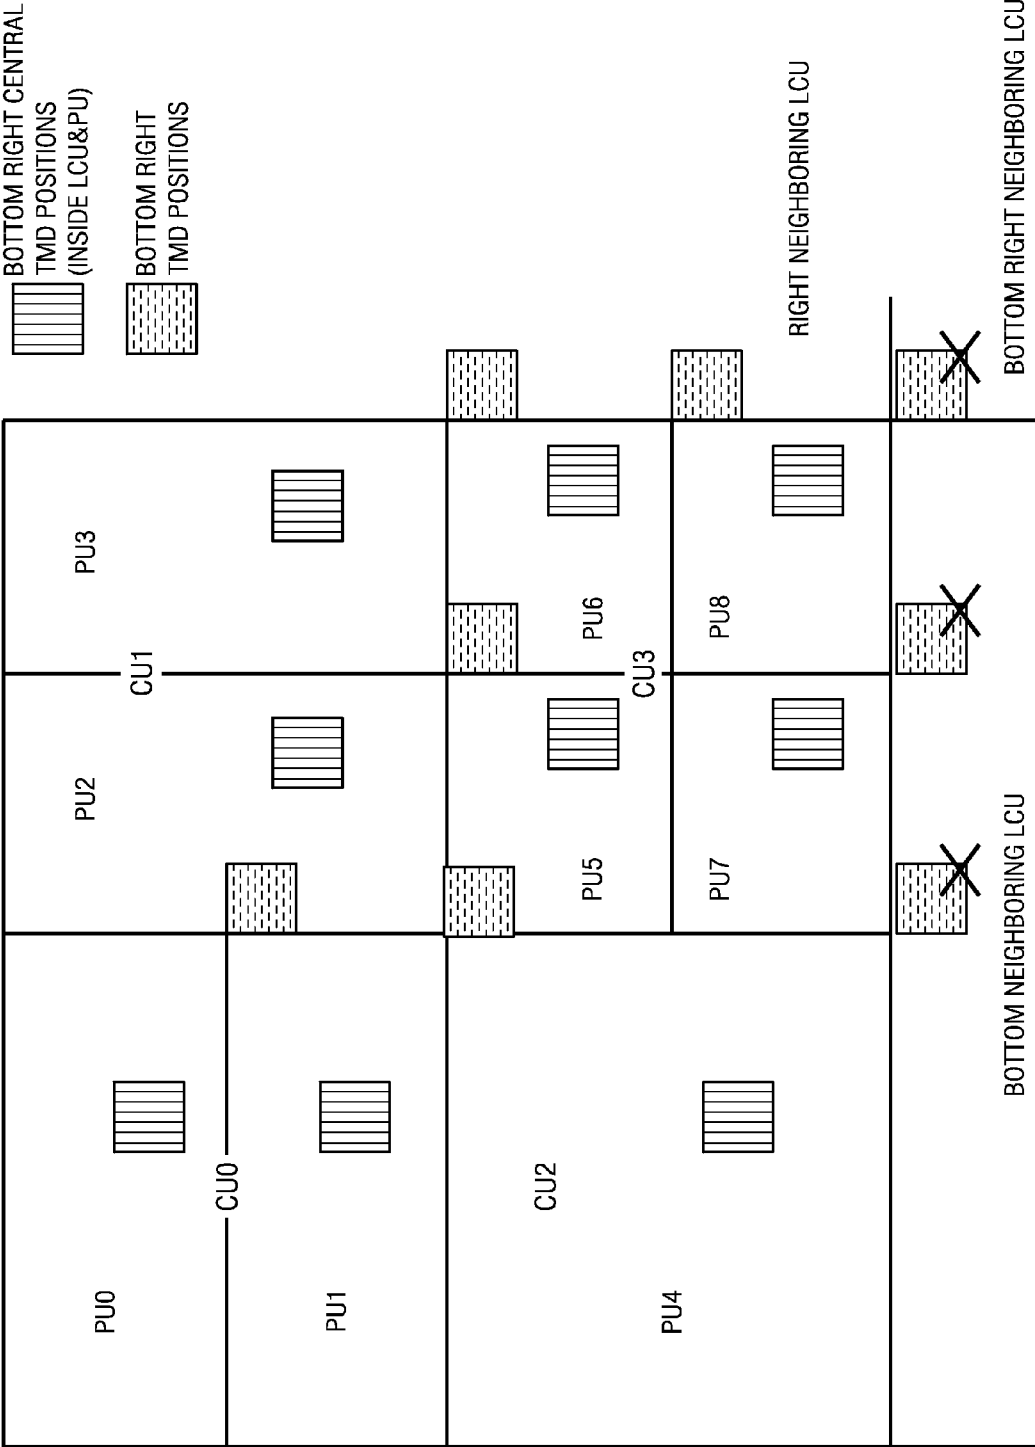 BOTTOM RIGHT CENTRAL
TMD POSITIONS
(INSIDE LCU&PU)
BOTTOM RIGHT
TMD POSITIONS
PU0
PU2
PU3
CU1
CU0
PU1
CU2
PU5
PU6
CU3
PU4
PU7
PU8
RIGHT NEIGHBORING LCU
BOTTOM NEIGHBORING LCU
BOTTOM RIGHT NEIGHBORING LCU